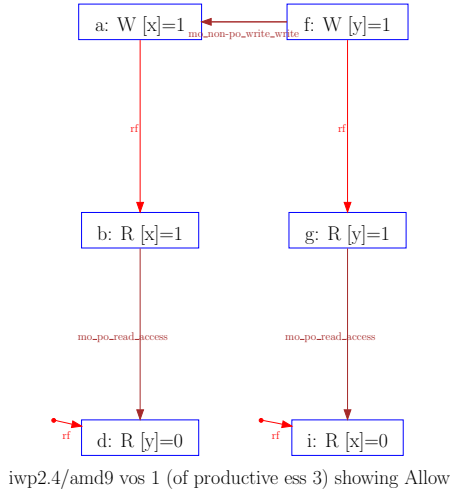 a: W [x]=1 f: W [y]=1
mo_non-po_write_write
rf rf
b: R [x]=1 g: R [y]=1
mo_po_read_access mo_po_read_access
rf rf
d: R [y]=0 i: R [x]=0
iwp2.4/amd9 vos 1 (of productive ess 3) showing Allow